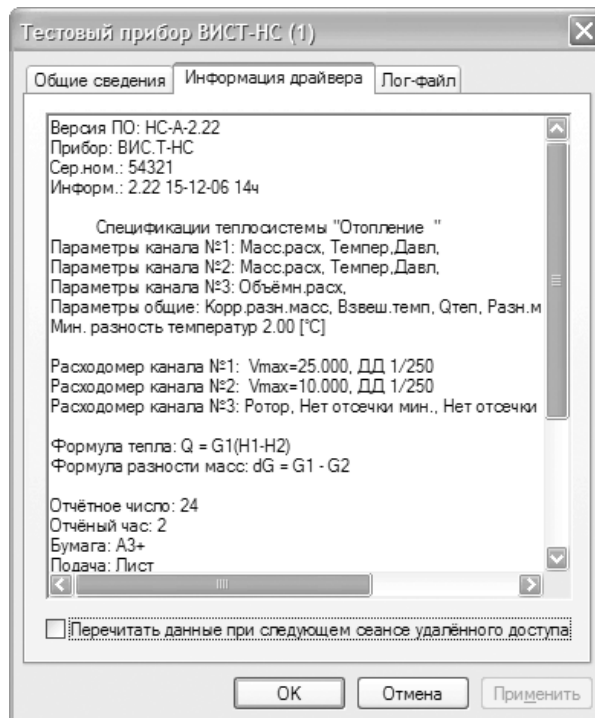 Тестовый прибор ВИСТ-НС (1)
Общие сведения Информация драйвера Лог-файл
Версия ПО: НС-А-2.22
Прибор: ВИС.Т-НС
Сер.ном.: 54321
Информ.: 2.22 15-12-06 14ч
Спецификации теплосистемы "Отопление "
Параметры канала №1: Масс.расх, Темпер,Давл,
Параметры канала №2: Масс.расх, Темпер,Давл,
Параметры канала №3: Объёмн.расх,
Параметры общие: Корр.разн.масс, Взвеш.темп, Qтеп, Разн.м
Мин. разность температур 2.00 [°C]
Расходомер канала №1: Vmax=25.000, ДД 1/250
Расходомер канала №2: Vmax=10.000, ДД 1/250
Расходомер канала №3: Ротор, Нет отсечки мин., Нет отсечки
Формула тепла: Q = G1(H1-H2)
Формула разности масс: dG = G1 - G2
Отчётное число: 24
Отчёный час: 2
Бумага: А3+
Подача: Лист
Перечитать данные при следующем сеансе удалённого доступа
ОК Отмена Применить